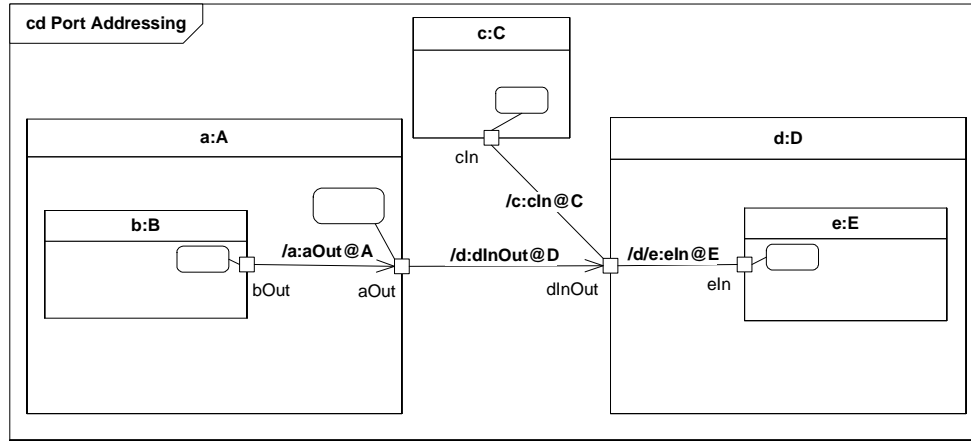 cd Port Addressing
c:C
cIn
a:A
d:D
/c:cIn@C
b:B
e:E
/a:aOut@A
/d:dInOut@D
/d/e:eIn@E
bOut
aOut
dInOut
eIn